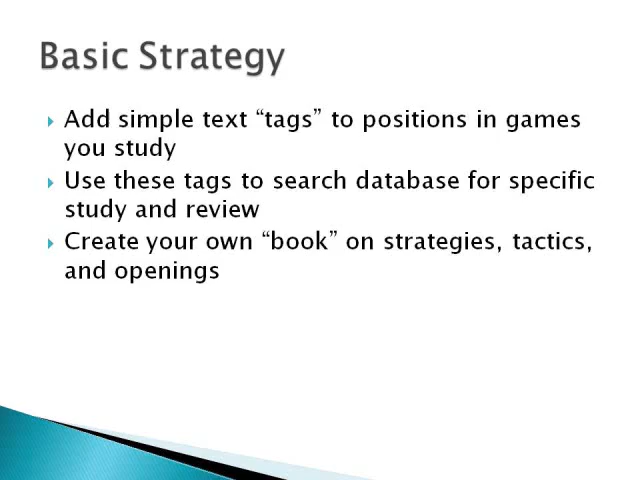 Basic Strategy
Add simple text “tags” to positions in games
you study
Use these tags to search database for specific
study and review
Create your own “book” on strategies, tactics,
and openings